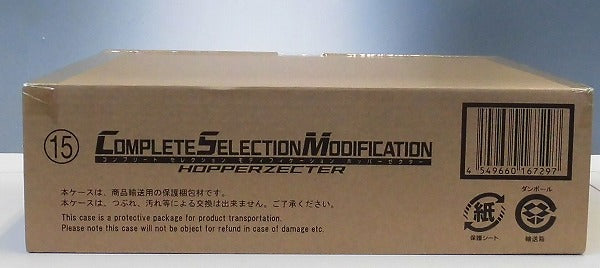 15
COMPLETE SELECTION MODIFICATION
コンプリート セレクション モディフィケーション ホッパーゼクター
HOPPERZECTER
本ケースは、商品輸送用の保護梱包材です。
本ケースは、つぶれ、汚れ等による交換は出来ません。ご了承ください。
This case is a protective package for product transportation.
Please note this case will not be object for refund in case of damage etc.
4 549660 167297
紙
保護シート
ダンボール
輸送箱